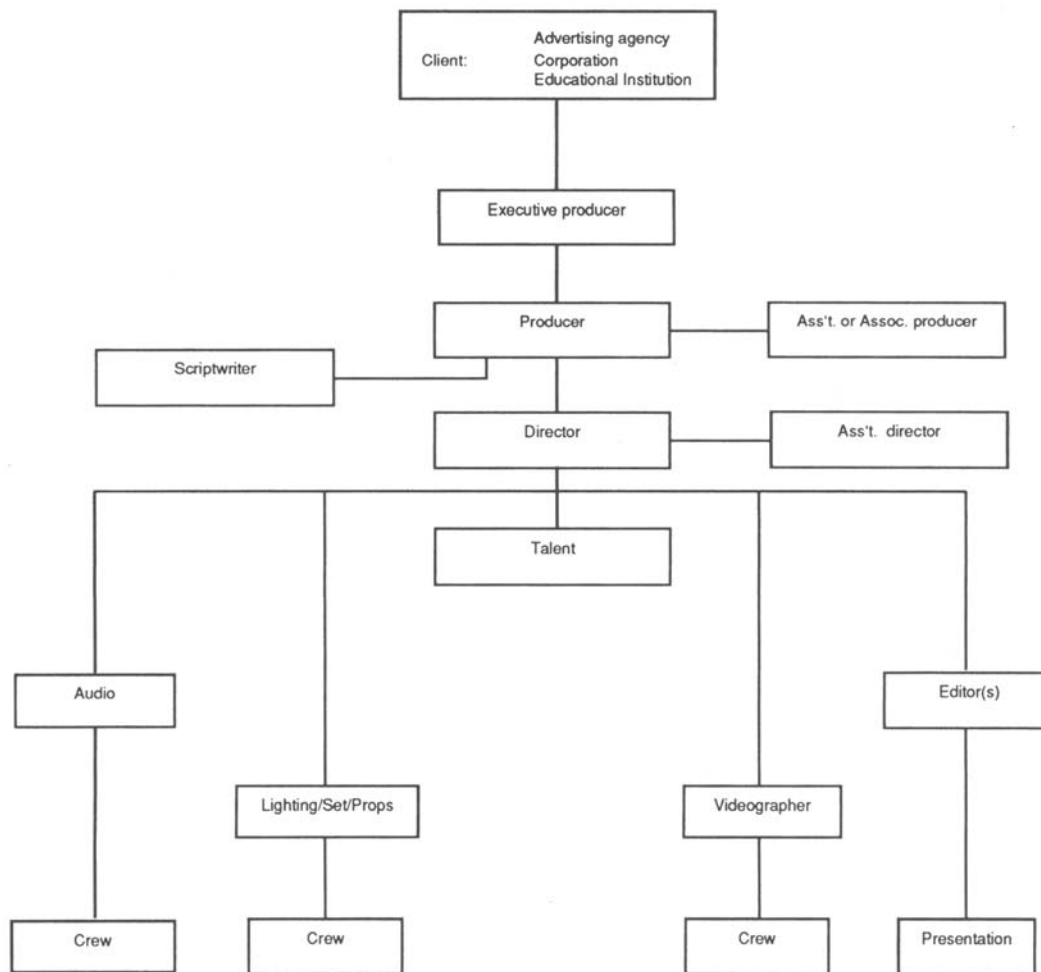 Advertising agency
Client: Corporation
Educational Institution
Executive producer
Producer
Ass't. or Assoc. producer
Scriptwriter
Director
Ass't. director
Talent
Audio
Editor(s)
Lighting/Set/Props
Videographer
Crew
Crew
Crew
Presentation